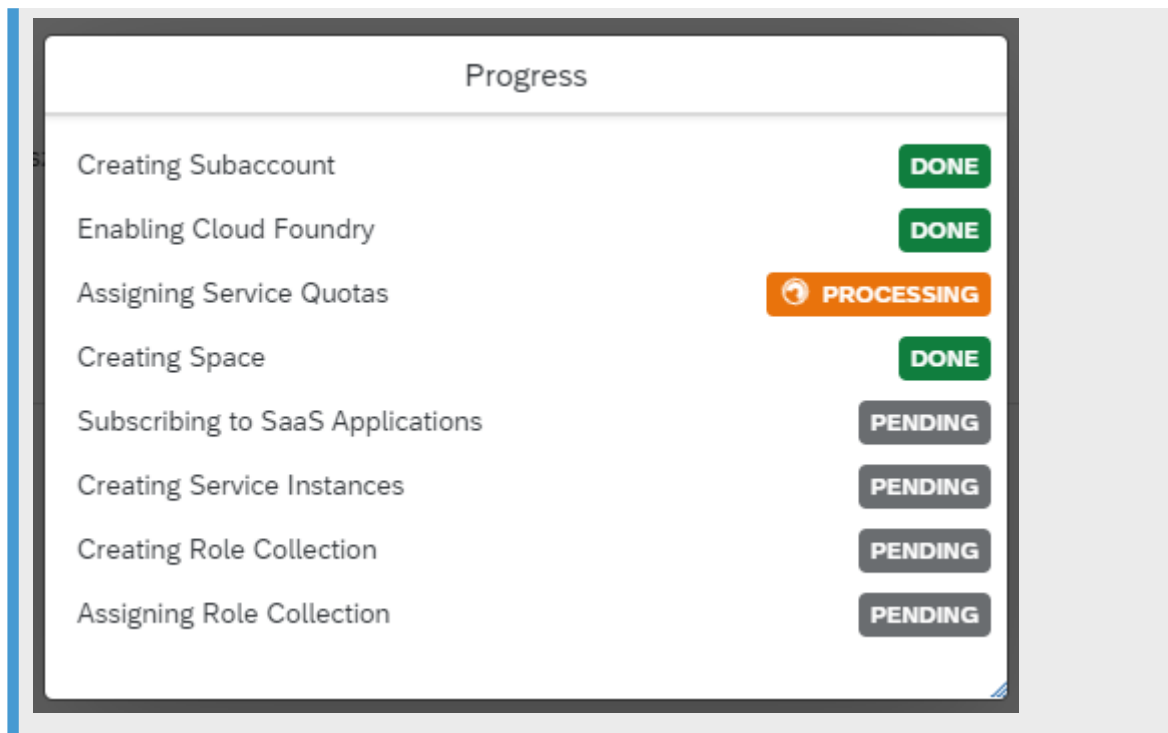 Progress
Creating Subaccount DONE
Enabling Cloud Foundry DONE
Assigning Service Quotas PROCESSING
Creating Space DONE
Subscribing to SaaS Applications PENDING
Creating Service Instances PENDING
Creating Role Collection PENDING
Assigning Role Collection PENDING